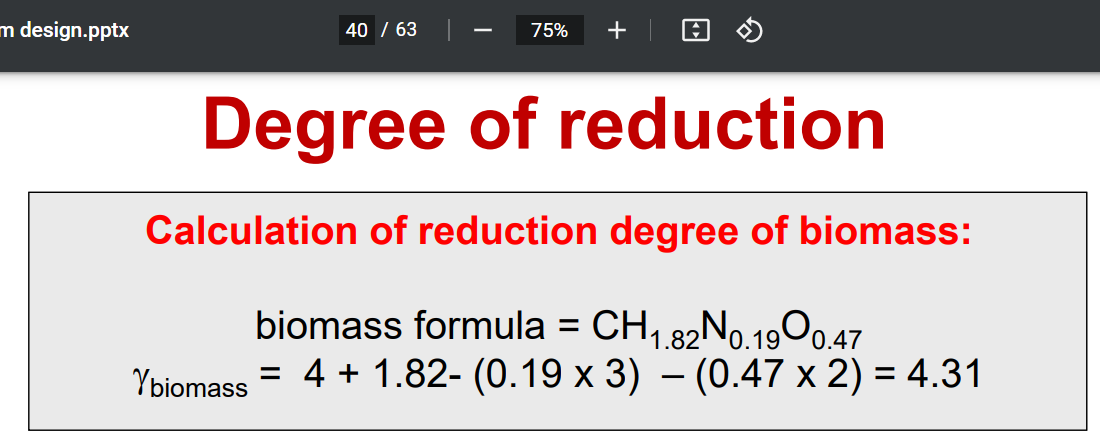 m design.pptx
40 / 63
75%
Degree of reduction
Calculation of reduction degree of biomass:
biomass formula = CH₁.₈₂N₀.₁₉O₀.₄₇
γbiomass = 4 + 1.82- (0.19 x 3) – (0.47 x 2) = 4.31